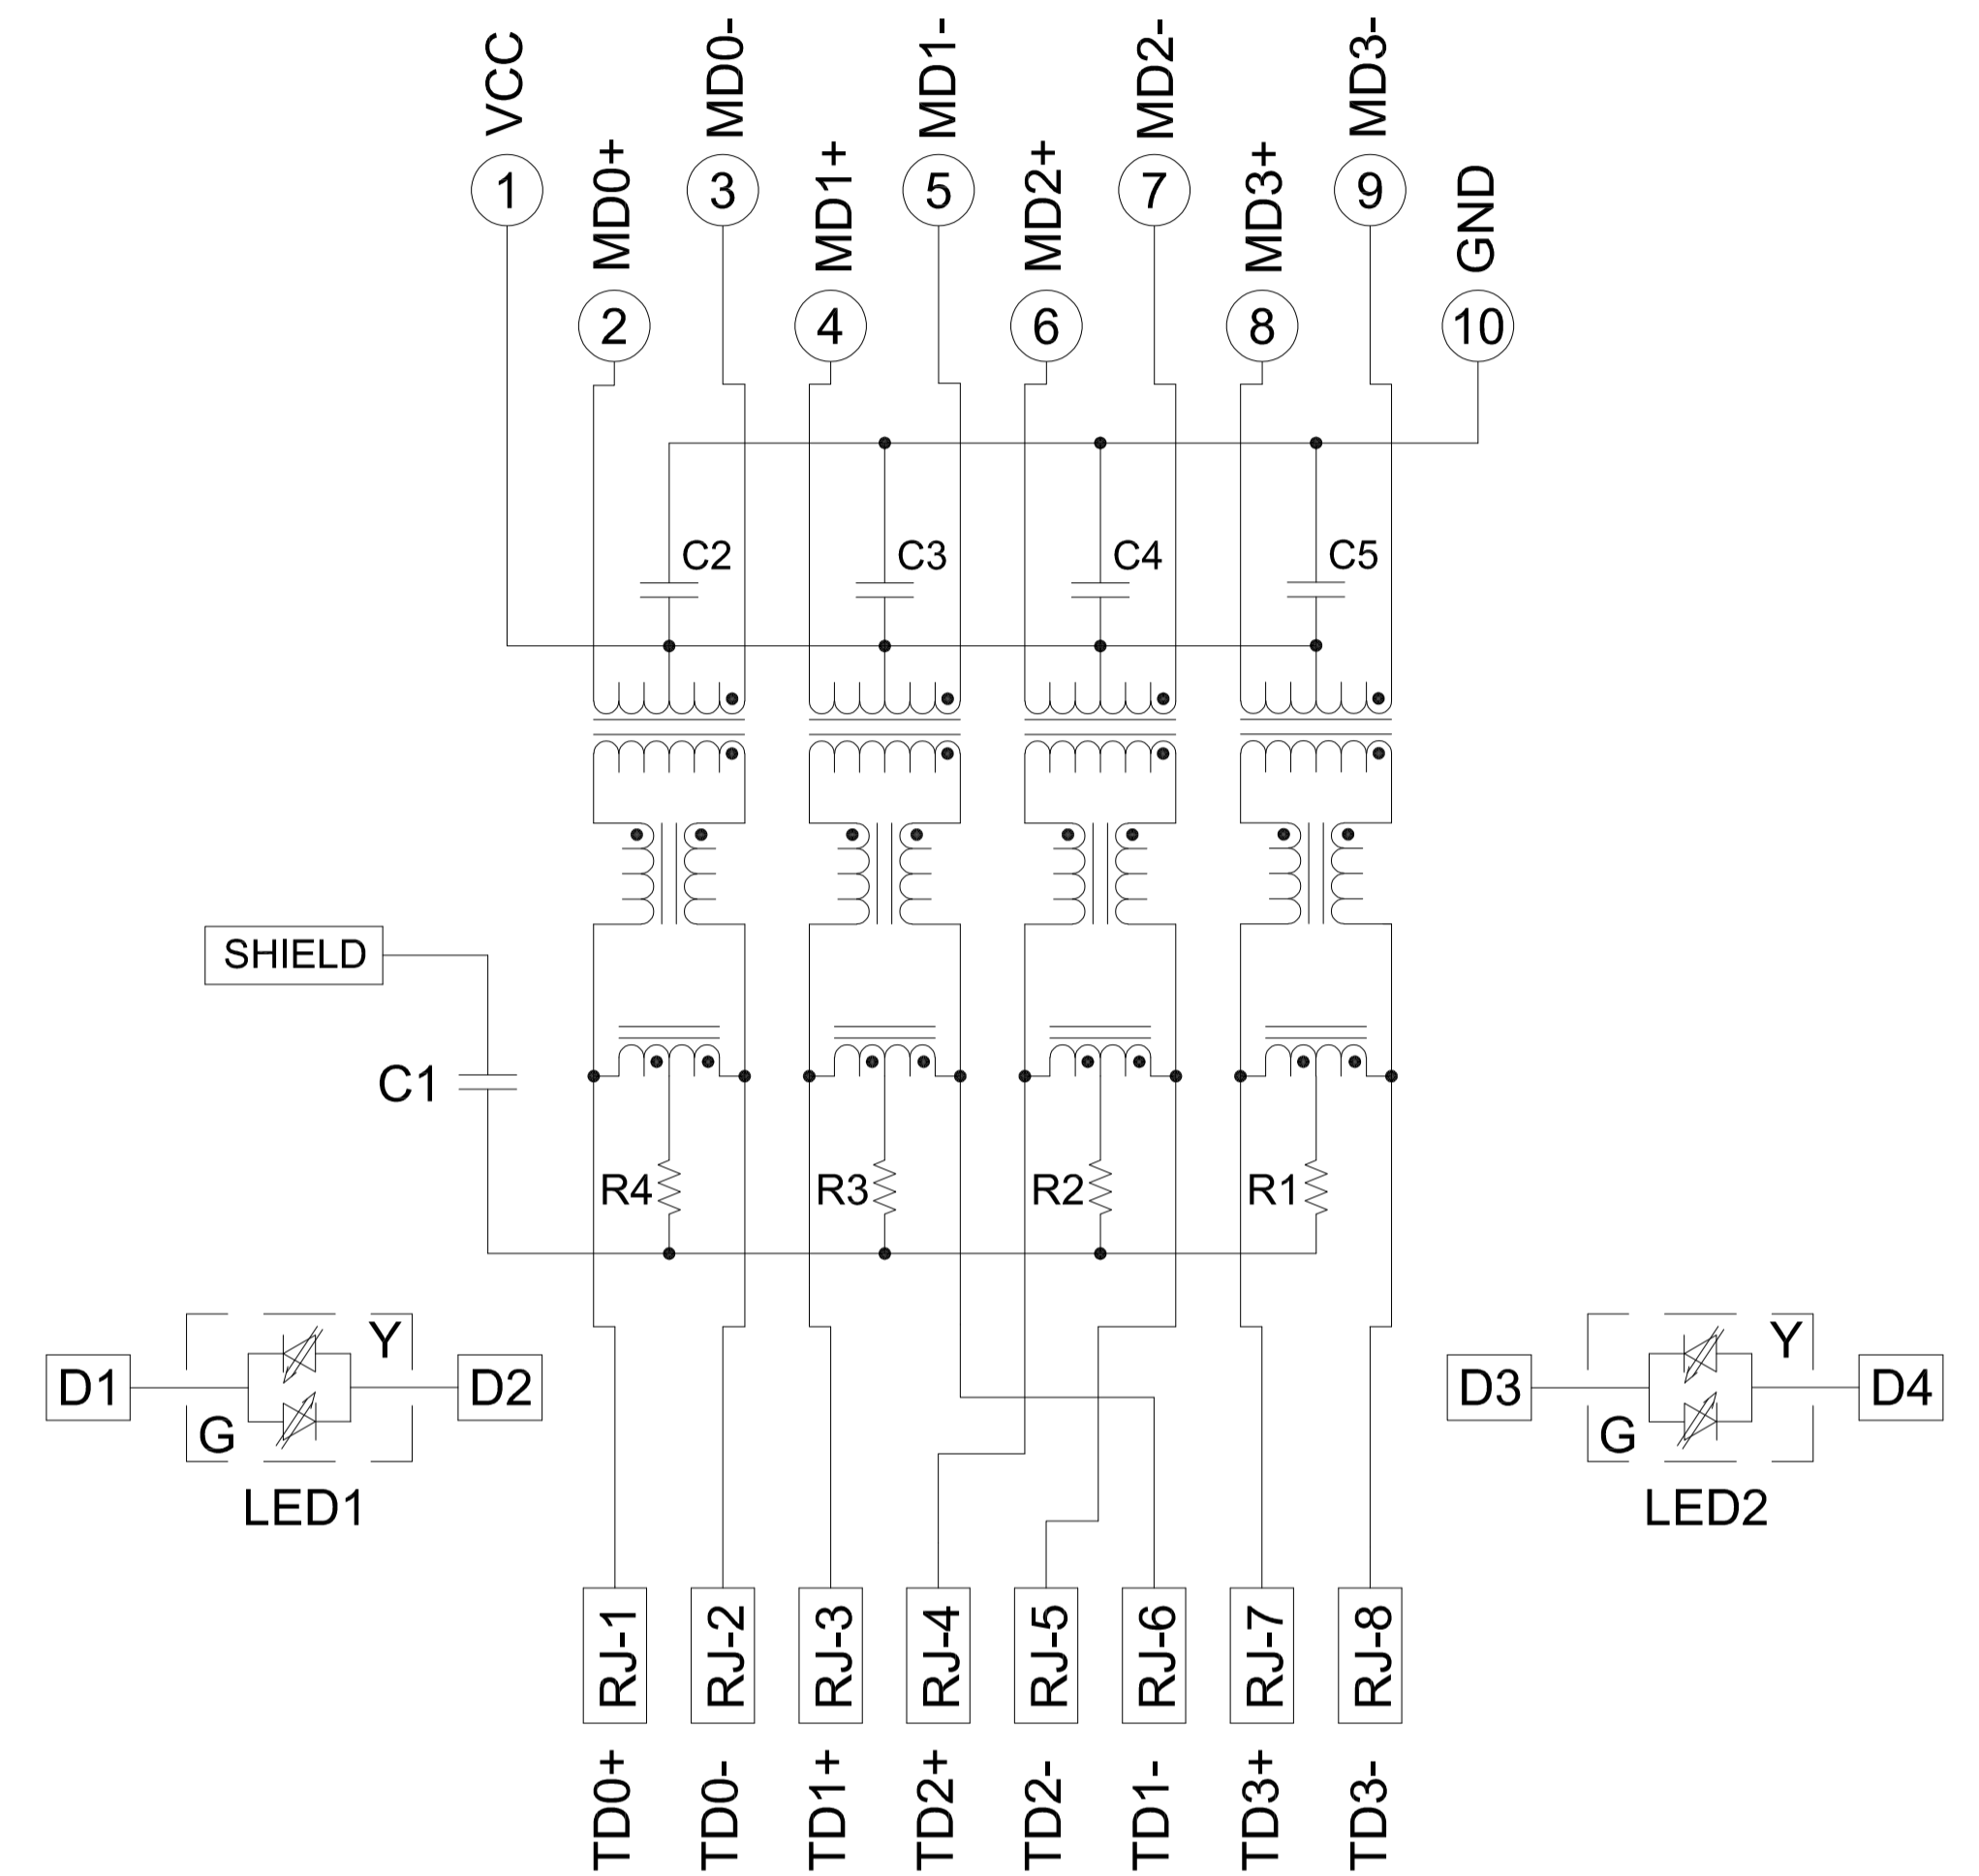 VCC
MD0-
MD1-
MD2-
MD3-
MD0+
MD1+
MD2+
MD3+
GND
1
3
5
7
9
2
4
6
8
10
C2
C3
C4
C5
SHIELD
C1
R4
R3
R2
R1
D1
Y
G
D2
LED1
D3
Y
G
D4
LED2
RJ-1
RJ-2
RJ-3
RJ-4
RJ-5
RJ-6
RJ-7
RJ-8
TD0+
TD0-
TD1+
TD2+
TD2-
TD1-
TD3+
TD3-